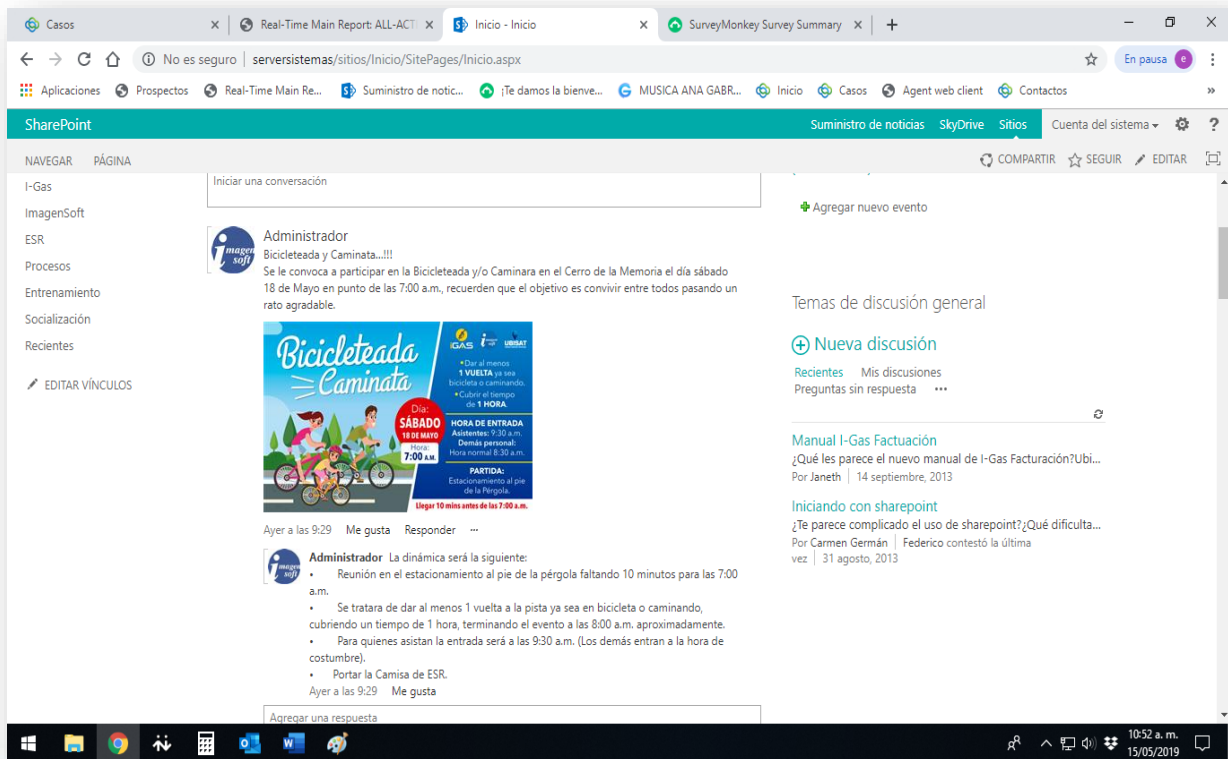 Casos
Real-Time Main Report: ALL-ACTI
Inicio - Inicio
SurveyMonkey Survey Summary
No es seguro | serversistemas/sitios/Inicio/SitePages/Inicio.aspx
En pausa e
Aplicaciones Prospectos Real-Time Main Re... Suministro de notic... ¡Te damos la bienve... MUSICA ANA GABR... Inicio Casos Agent web client Contactos »
SharePoint
Suministro de noticias SkyDrive Sitios Cuenta del sistema ?
NAVEGAR PÁGINA
COMPARTIR SEGUIR EDITAR
I-Gas
ImagenSoft
ESR
Procesos
Entrenamiento
Socialización
Recientes
EDITAR VÍNCULOS
Iniciar una conversación
imagen
soft
Administrador
Bicicleteada y Caminata...!!!
Se le convoca a participar en la Bicicleteada y/o Caminara en el Cerro de la Memoria el día sábado
18 de Mayo en punto de las 7:00 a.m., recuerden que el objetivo es convivir entre todos pasando un
rato agradable.
Bicicleteada
Caminata
iGAS UBISAT
•Dar al menos
1 VUELTA ya sea
bicicleta o caminando.
•Cubrir el tiempo
de 1 HORA.
Día:
SÁBADO
18 DE MAYO
Hora:
7:00 A.M.
HORA DE ENTRADA
Asistentes: 9:30 a.m.
Demás personal:
Hora normal 8:30 a.m.
PARTIDA:
Estacionamiento al pie
de la Pérgola.
Llegar 10 mins antes de las 7:00 a.m.
Ayer a las 9:29 Me gusta Responder ...
imagen
soft
Administrador La dinámica será la siguiente:
• Reunión en el estacionamiento al pie de la pérgola faltando 10 minutos para las 7:00
a.m.
• Se tratara de dar al menos 1 vuelta a la pista ya sea en bicicleta o caminando,
cubriendo un tiempo de 1 hora, terminando el evento a las 8:00 a.m. aproximadamente.
• Para quienes asistan la entrada será a las 9:30 a.m. (Los demás entran a la hora de
costumbre).
• Portar la Camisa de ESR.
Ayer a las 9:29 Me gusta
Agregar una respuesta
Agregar nuevo evento
Temas de discusión general
Nueva discusión
Recientes Mis discusiones
Preguntas sin respuesta ...
Manual I-Gas Factuación
¿Qué les parece el nuevo manual de I-Gas Facturación?Ubi...
Por Janeth | 14 septiembre, 2013
Iniciando con sharepoint
¿Te parece complicado el uso de sharepoint?¿Qué dificulta...
Por Carmen Germán | Federico contestó la última
vez | 31 agosto, 2013
10:52 a. m.
15/05/2019